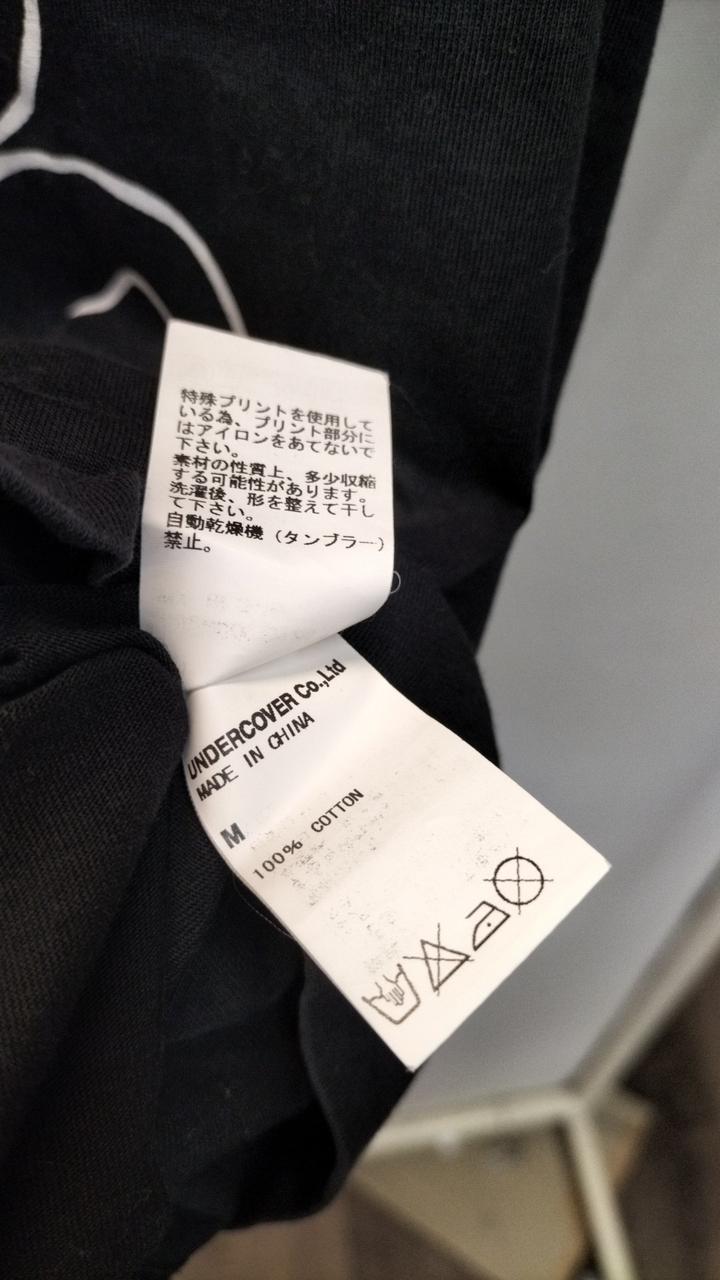 特殊プリントを使用して
いる為、プリント部分に
はアイロンをあてないで
下さい。
素材の性質上、多少収縮
する可能性があります。
洗濯後、形を整えて干し
て下さい。
自動乾燥機（タンブラー）
禁止。
UNDERCOVER Co.,Ltd
MADE IN CHINA
M
100% COTTON